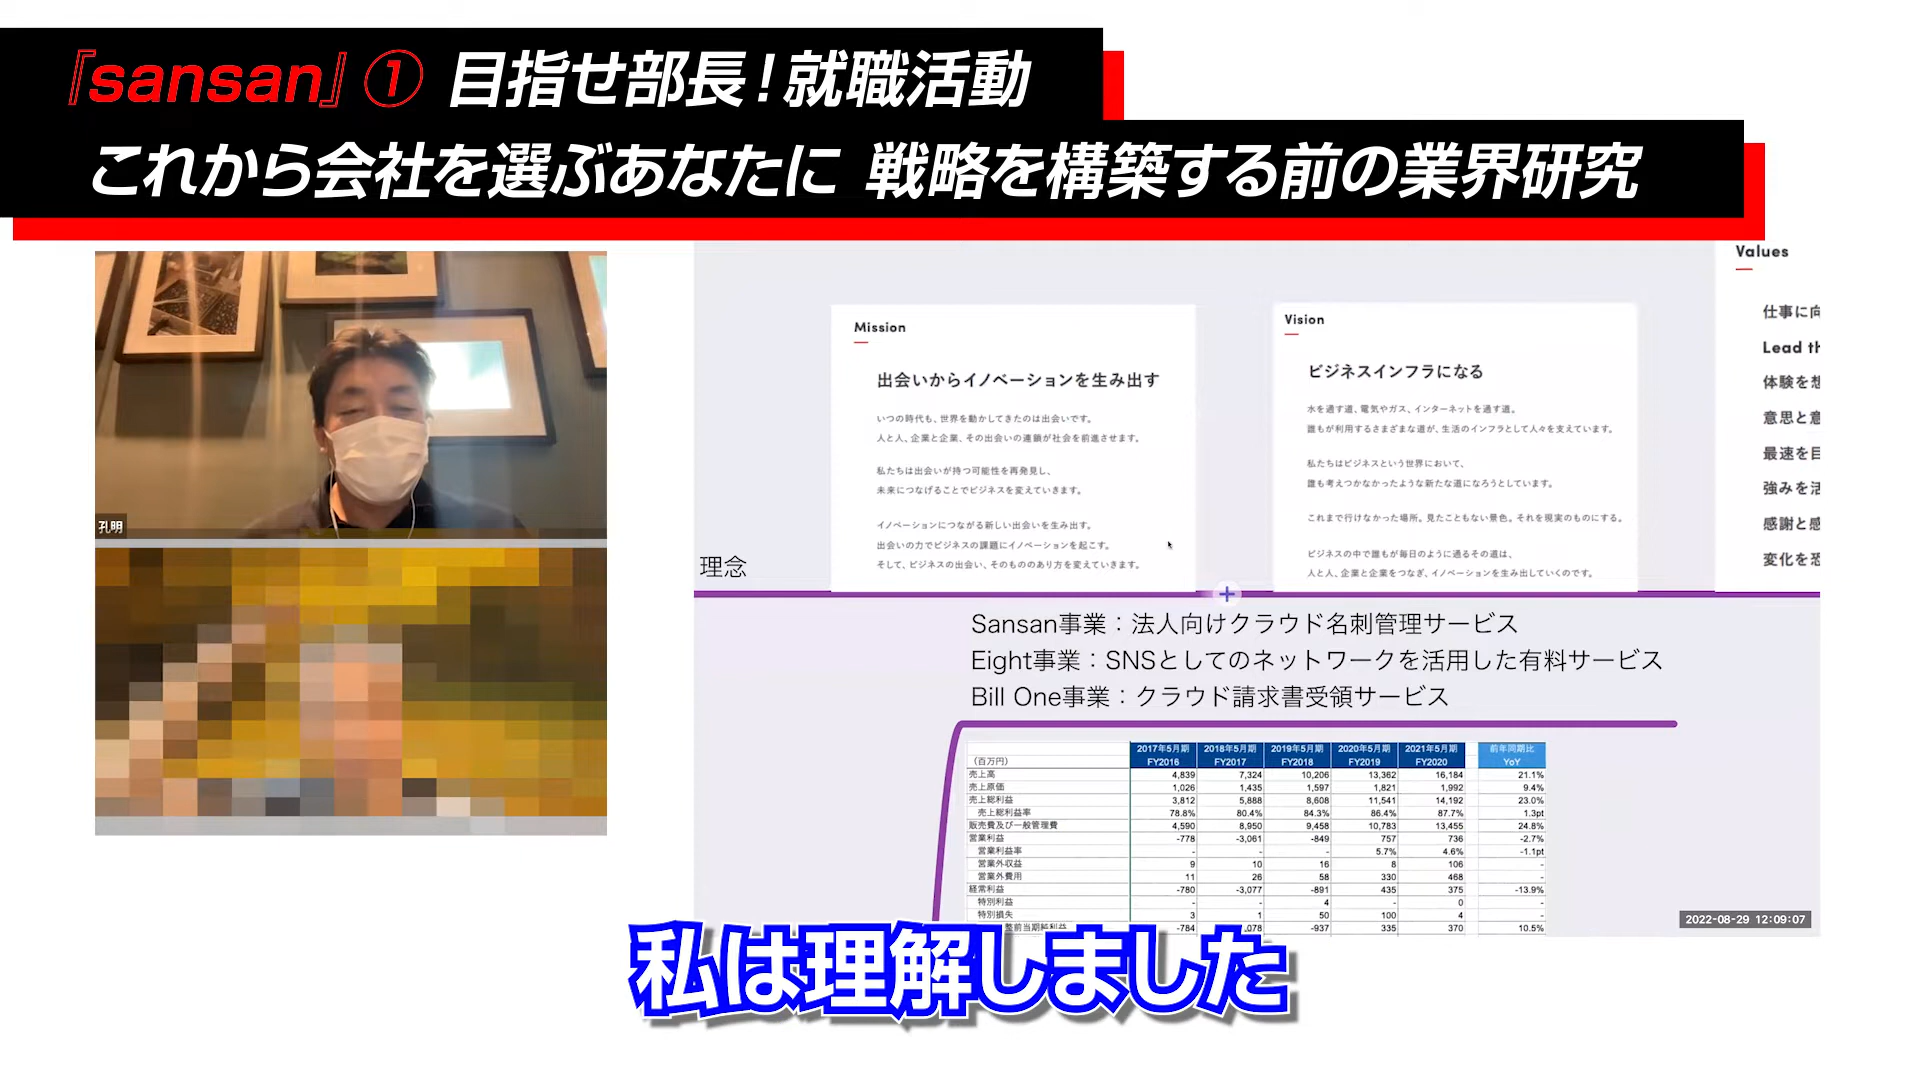 『sansan』① 目指せ部長！就職活動
これから会社を選ぶあなたに 戦略を構築する前の業界研究
孔明
理念
Mission
出会いからイノベーションを生み出す
いつの時代も、世界を動かしてきたのは出会いです。
人と人、企業と企業、その出会いの連鎖が社会を前進させます。
私たちは出会いが持つ可能性を再発見し、
未来につなげることでビジネスを変えていきます。
イノベーションにつながる新しい出会いを生み出す。
出会いの力でビジネスの課題にイノベーションを起こす。
そして、ビジネスの出会い、そのもののあり方を変えていきます。
Vision
ビジネスインフラになる
水を通す道、電気やガス、インターネットを通す道。
誰もが利用するさまざまな道が、生活のインフラとして人々を支えています。
私たちはビジネスという世界において、
誰も考えつかなかったような新たな道になろうとしています。
これまで行けなかった場所。見たこともない景色。それを現実のものにする。
ビジネスの中で誰もが毎日のように通るその道は、
人と人、企業と企業をつなぎ、イノベーションを生み出していくのです。
Values
仕事に向
Lead th
体験を想
意思と意
最速を目
強みを活
感謝と感
変化を恐
Sansan事業：法人向けクラウド名刺管理サービス
Eight事業：SNSとしてのネットワークを活用した有料サービス
Bill One事業：クラウド請求書受領サービス
2017年5月期 2018年5月期 2019年5月期 2020年5月期 2021年5月期 前年同期比
（百万円） FY2016 FY2017 FY2018 FY2019 FY2020 YoY
売上高 4,839 7,324 10,206 13,362 16,184 21.1%
売上原価 1,026 1,435 1,597 1,821 1,992 9.4%
売上総利益 3,812 5,888 8,608 11,541 14,192 23.0%
売上総利益率 78.8% 80.4% 84.3% 86.4% 87.7% 1.3pt
販売費及び一般管理費 4,590 8,950 9,458 10,783 13,455 24.8%
営業利益 -778 -3,061 -849 757 736 -2.7%
営業利益率 - - - 5.7% 4.6% -1.1pt
営業外収益 9 10 16 8 106 -
営業外費用 11 26 58 330 468 -
経常利益 -780 -3,077 -891 435 375 -13.9%
特別利益 - - 4 - 0 -
特別損失 3 1 50 100 4 -
整前当期純利益 -784 ,078 -937 335 370 10.5%
2022-08-29 12:09:07
私は理解しました